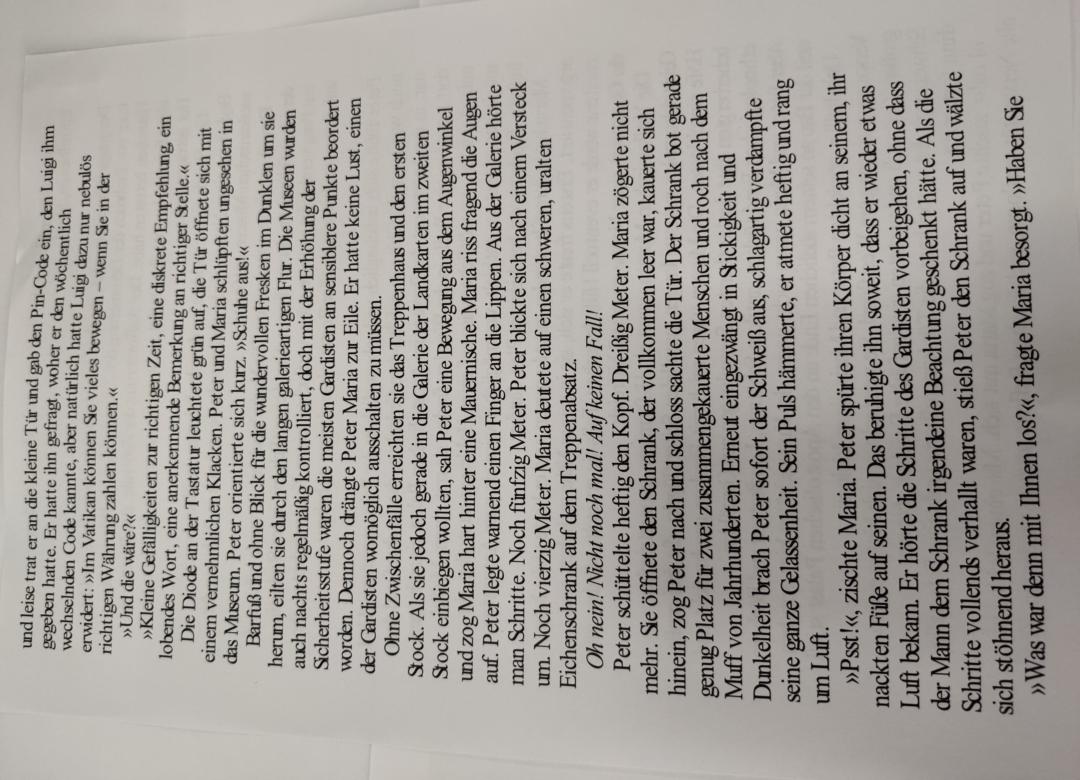 und leise trat er an die kleine Tür und gab den Pin-Code ein, den Luigi ihm
gegeben hatte. Er hatte ihn gefragt, woher er den wöchentlich
wechselnden Code kannte, aber natürlich hatte Luigi dazu nur nebulös
erwidert: »Im Vatikan können Sie vieles bewegen – wenn Sie in der
richtigen Währung zahlen können.«
»Und die wäre?«
»Kleine Gefälligkeiten zur richtigen Zeit, eine diskrete Empfehlung, ein
lobendes Wort, eine anerkennende Bemerkung an richtiger Stelle.«
Die Diode an der Tastatur leuchtete grün auf, die Tür öffnete sich mit
einem vernehmlichen Klacken. Peter und Maria schlüpften ungesehen in
das Museum. Peter orientierte sich kurz. »Schuhe aus!«
Barfuß und ohne Blick für die wundervollen Fresken im Dunklen um sie
herum, eilten sie durch den langen galerieartigen Flur. Die Museen wurden
auch nachts regelmäßig kontrolliert, doch mit der Erhöhung der
Sicherheitsstufe waren die meisten Gardisten an sensiblere Punkte beordert
worden. Dennoch drängte Peter Maria zur Eile. Er hatte keine Lust, einen
der Gardisten womöglich ausschalten zu müssen.
Ohne Zwischenfälle erreichten sie das Treppenhaus und den ersten
Stock. Als sie jedoch gerade in die Galerie der Landkarten im zweiten
Stock einbiegen wollten, sah Peter eine Bewegung aus dem Augenwinkel
und zog Maria hart hinter eine Mauernische. Maria riss fragend die Augen
auf. Peter legte warnend einen Finger an die Lippen. Aus der Galerie hörte
man Schritte. Noch fünfzig Meter. Peter blickte sich nach einem Versteck
um. Noch vierzig Meter. Maria deutete auf einen schweren, uralten
Eichenschrank auf dem Treppenabsatz.
Oh nein! Nicht noch mal! Auf keinen Fall!
Peter schüttelte heftig den Kopf. Dreißig Meter. Maria zögerte nicht
mehr. Sie öffnete den Schrank, der vollkommen leer war, kauerte sich
hinein, zog Peter nach und schloss sachte die Tür. Der Schrank bot gerade
genug Platz für zwei zusammengekauerte Menschen und roch nach dem
Muff von Jahrhunderten. Erneut eingezwängt in Stickigkeit und
Dunkelheit brach Peter sofort der Schweiß aus, schlagartig verdampfte
seine ganze Gelassenheit. Sein Puls hämmerte, er atmete heftig und rang
um Luft.
»Psst!«, zischte Maria. Peter spürte ihren Körper dicht an seinem, ihr
nackten Füße auf seinen. Das beruhigte ihn soweit, dass er wieder etwas
Luft bekam. Er hörte die Schritte des Gardisten vorbeigehen, ohne dass
der Mann dem Schrank irgendeine Beachtung geschenkt hätte. Als die
Schritte vollends verhallt waren, stieß Peter den Schrank auf und wälzte
sich stöhnend heraus.
»Was war denn mit Ihnen los?«, fragte Maria besorgt. »Haben Sie